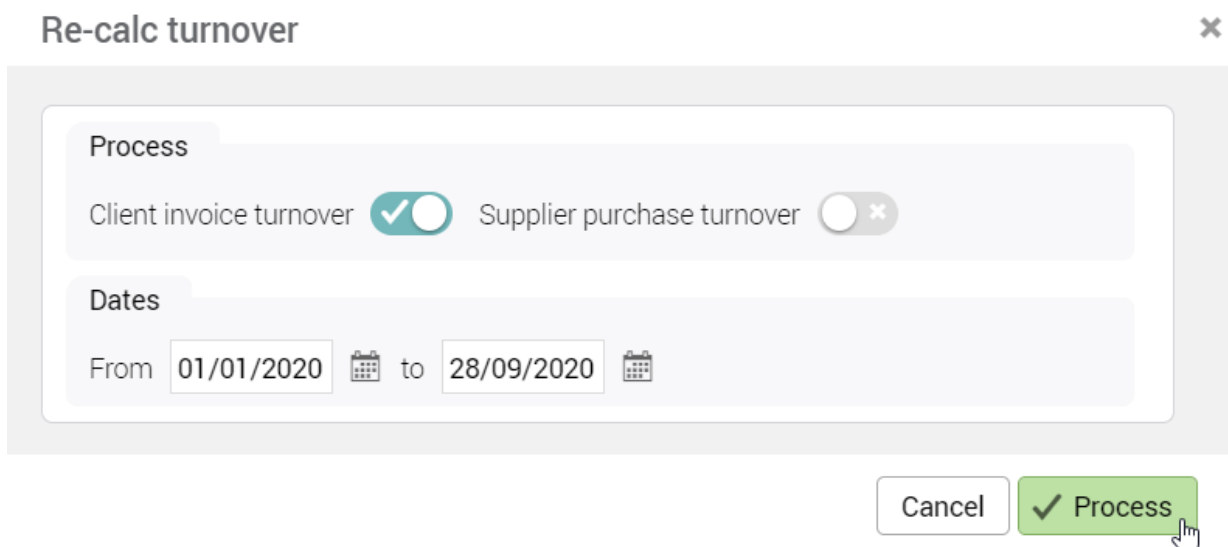 Re-calc turnover
Process
Client invoice turnover Supplier purchase turnover
Dates
From 01/01/2020 to 28/09/2020
Cancel Process